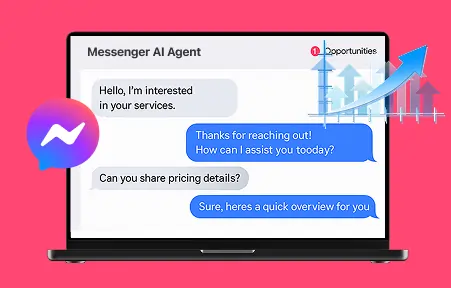 Messenger AI Agent
1 Opportunities
Hello, I'm interested
in your services.
Thanks for reaching out!
How can I assist you tooday?
Can you share pricing details?
Sure, heres a quick overview for you